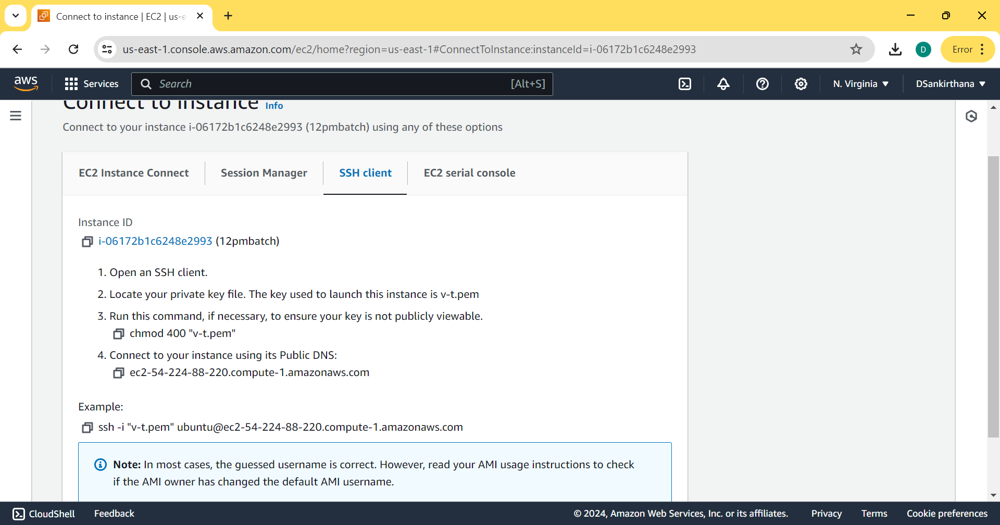 Connect to instance | EC2 | us-e
us-east-1.console.aws.amazon.com/ec2/home?region=us-east-1#ConnectToInstance:instanceId=i-06172b1c6248e2993
D
Error
aws
Services
Search
[Alt+S]
N. Virginia
DSankirthana
Connect to instance Info
Connect to your instance i-06172b1c6248e2993 (12pmbatch) using any of these options
EC2 Instance Connect
Session Manager
SSH client
EC2 serial console
Instance ID
i-06172b1c6248e2993 (12pmbatch)
1. Open an SSH client.
2. Locate your private key file. The key used to launch this instance is v-t.pem
3. Run this command, if necessary, to ensure your key is not publicly viewable.
chmod 400 "v-t.pem"
4. Connect to your instance using its Public DNS:
ec2-54-224-88-220.compute-1.amazonaws.com
Example:
ssh -i "v-t.pem" ubuntu@ec2-54-224-88-220.compute-1.amazonaws.com
Note: In most cases, the guessed username is correct. However, read your AMI usage instructions to check
if the AMI owner has changed the default AMI username.
CloudShell
Feedback
© 2024, Amazon Web Services, Inc. or its affiliates.
Privacy
Terms
Cookie preferences